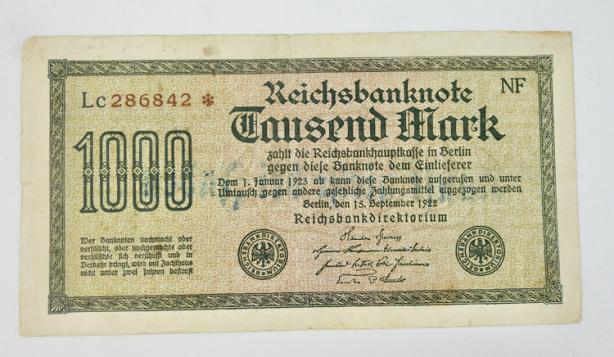 Lc 286842 *
NF
Reichsbanknote
Tausend Mark
1000
zahlt die Reichsbankhauptkasse in Berlin
gegen diese Banknote dem Einlieferer
Vom 1. Januar 1923 ab kann diese Banknote aufgerufen und unter
Umtausch gegen andere gesetzliche Zahlungsmittel eingezogen werden
Berlin, den 15. September 1922
Reichsbankdirektorium
Wer Banknoten nachmacht oder
verfälscht, oder nachgemachte oder
verfälschte sich verschafft und in
Verkehr bringt, wird mit Zuchthaus
nicht unter zwei Jahren bestraft